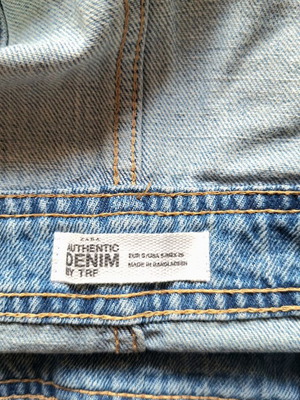 ZARA
AUTHENTIC
DENIM
BY TRF
EUR S USA S MEX 26
MADE IN BANGLADESH